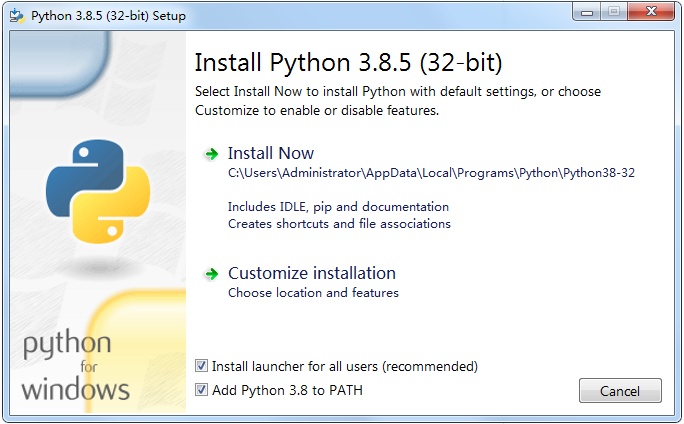 Python 3.8.5 (32-bit) Setup
Install Python 3.8.5 (32-bit)
Select Install Now to install Python with default settings, or choose
Customize to enable or disable features.
Install Now
C:\Users\Administrator\AppData\Local\Programs\Python\Python38-32
Includes IDLE, pip and documentation
Creates shortcuts and file associations
Customize installation
Choose location and features
python
for
windows
Install launcher for all users (recommended)
Add Python 3.8 to PATH
Cancel